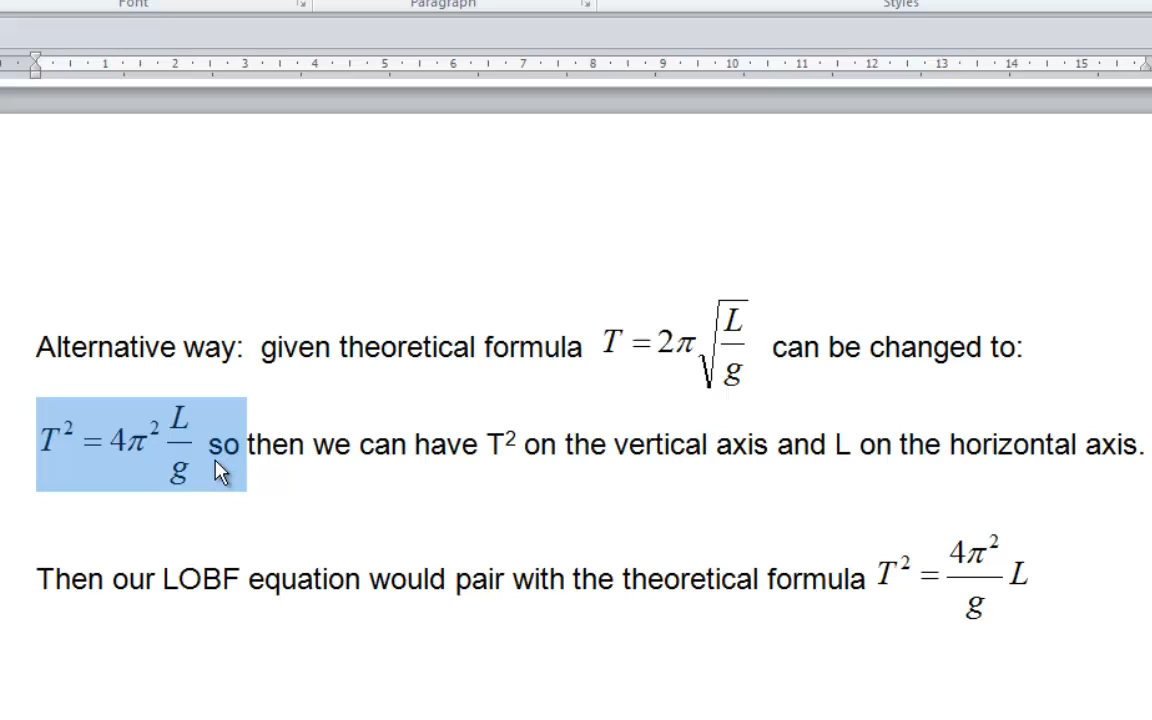 Font Paragraph Styles
1 2 3 4 5 6 7 8 9 10 11 12 13 14 15
Alternative way: given theoretical formula T = 2π√(L/g) can be changed to:
T² = 4π² L/g so then we can have T² on the vertical axis and L on the horizontal axis.
Then our LOBF equation would pair with the theoretical formula T² = 4π²/g L